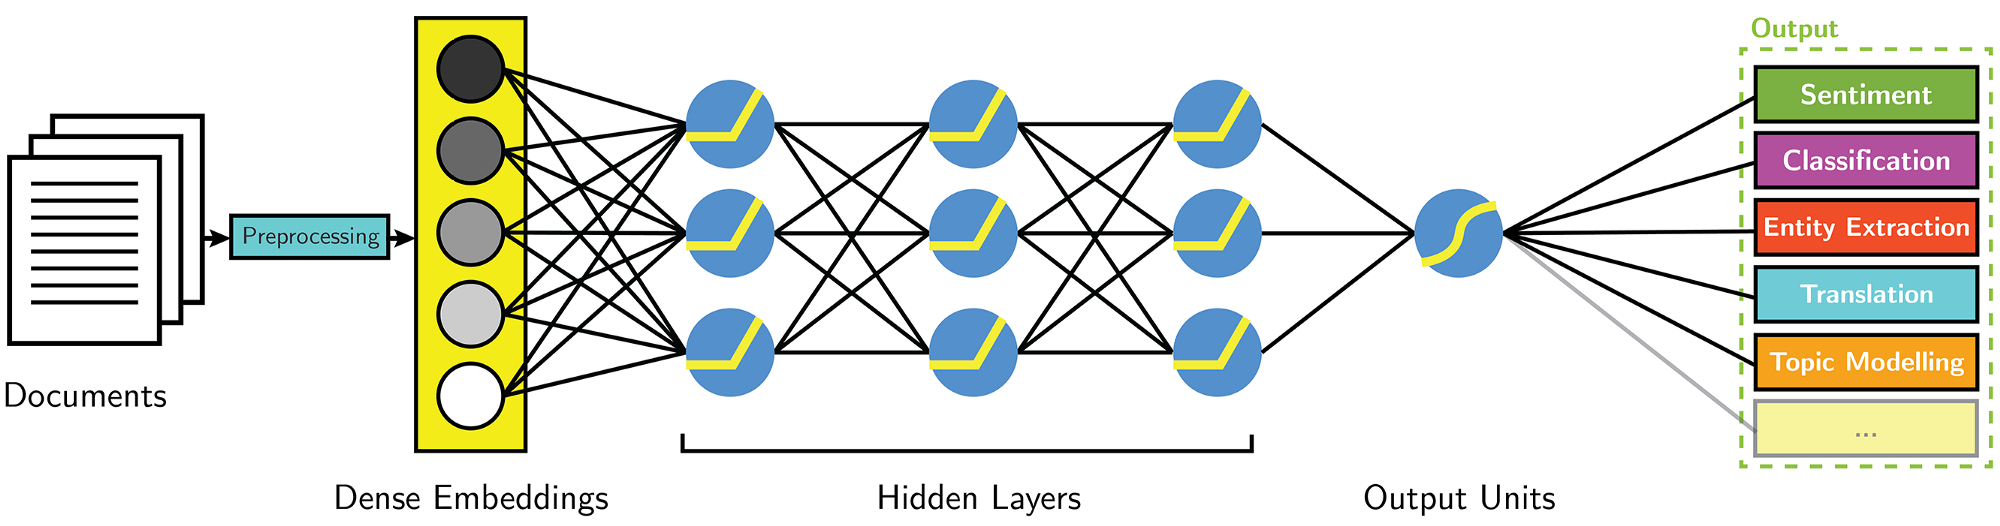 Documents
Preprocessing
Dense Embeddings
Hidden Layers
Output Units
Output
Sentiment
Classification
Entity Extraction
Translation
Topic Modelling
...